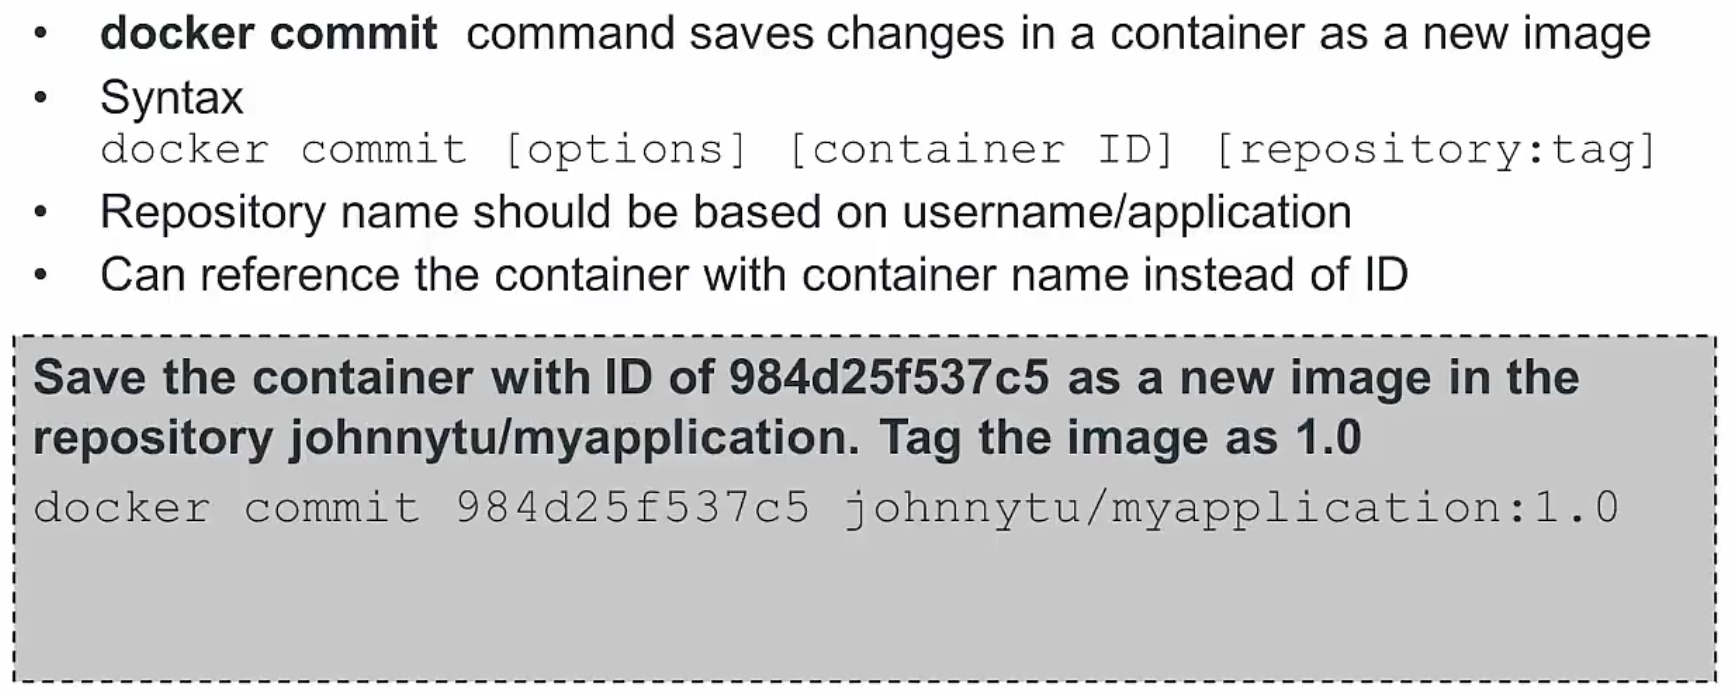 • docker commit command saves changes in a container as a new image
• Syntax
docker commit [options] [container ID] [repository:tag]
• Repository name should be based on username/application
• Can reference the container with container name instead of ID
Save the container with ID of 984d25f537c5 as a new image in the
repository johnnytu/myapplication. Tag the image as 1.0
docker commit 984d25f537c5 johnnytu/myapplication:1.0